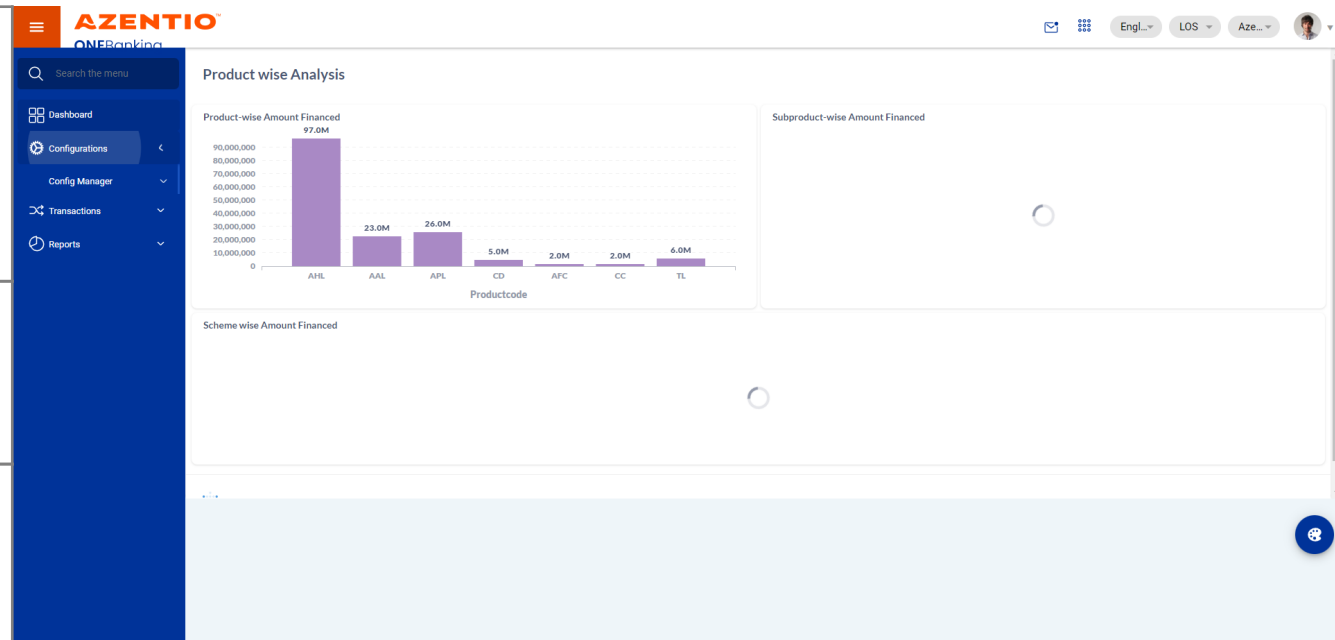 AZENTIO
ONEBanking
Engl...
LOS
Aze...
Search the menu
Dashboard
Configurations
Config Manager
Transactions
Reports
Product wise Analysis
Product-wise Amount Financed
97.0M
90,000,000
80,000,000
70,000,000
60,000,000
50,000,000
40,000,000
30,000,000
20,000,000
10,000,000
0
23.0M
26.0M
5.0M
2.0M
2.0M
6.0M
AHL AAL APL CD AFC CC TL
Productcode
Subproduct-wise Amount Financed
Scheme wise Amount Financed